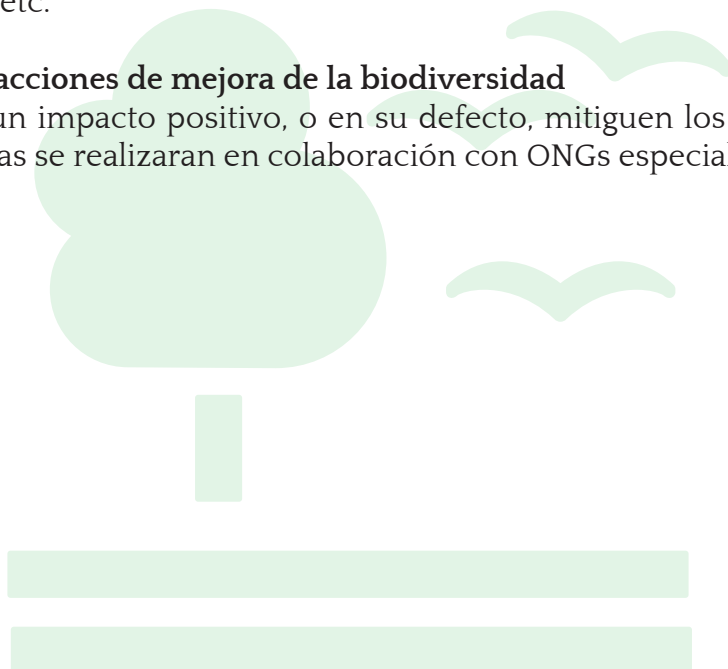 etc.
acciones de mejora de la biodiversidad
un impacto positivo, o en su defecto, mitiguen los
as se realizaran en colaboración con ONGs especial